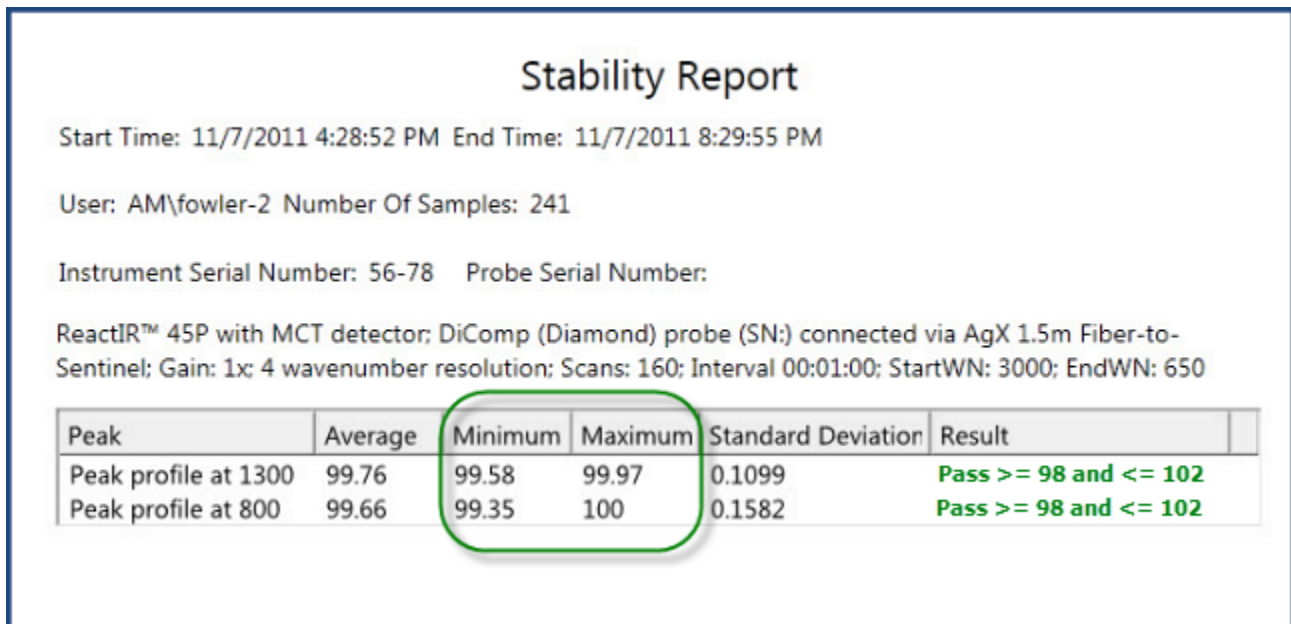 Stability Report
Start Time: 11/7/2011 4:28:52 PM End Time: 11/7/2011 8:29:55 PM
User: AM\fowler-2 Number Of Samples: 241
Instrument Serial Number: 56-78 Probe Serial Number:
ReactIR™ 45P with MCT detector; DiComp (Diamond) probe (SN:) connected via AgX 1.5m Fiber-to-
Sentinel; Gain: 1x; 4 wavenumber resolution; Scans: 160; Interval 00:01:00; StartWN: 3000; EndWN: 650
Peak Average Minimum Maximum Standard Deviation Result
Peak profile at 1300 99.76 99.58 99.97 0.1099 Pass >= 98 and <= 102
Peak profile at 800 99.66 99.35 100 0.1582 Pass >= 98 and <= 102